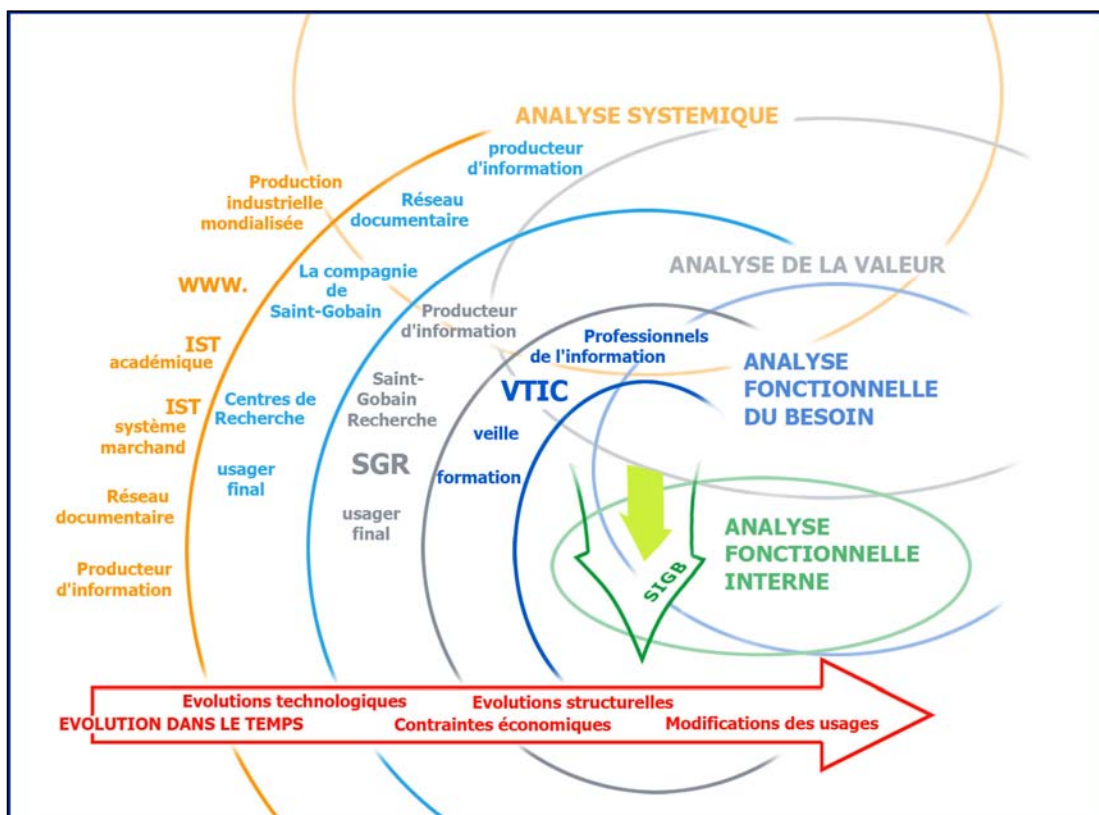 ANALYSE SYSTEMIQUE
producteur
d'information
Production
industrielle
mondialisée
Réseau
documentaire
WWW.
La compagnie
de
Saint-Gobain
ANALYSE DE LA VALEUR
Producteur
d'information
Professionnels
de l'information
IST
académique
ANALYSE
FONCTIONNELLE
DU BESOIN
Saint-
Gobain
Recherche
VTIC
IST
système
marchand
Centres de
Recherche
veille
SGR
formation
usager
final
Réseau
documentaire
usager
final
ANALYSE
FONCTIONNELLE
INTERNE
Producteur
d'information
SIGB
Evolutions technologiques
Evolutions structurelles
EVOLUTION DANS LE TEMPS
Contraintes économiques
Modifications des usages